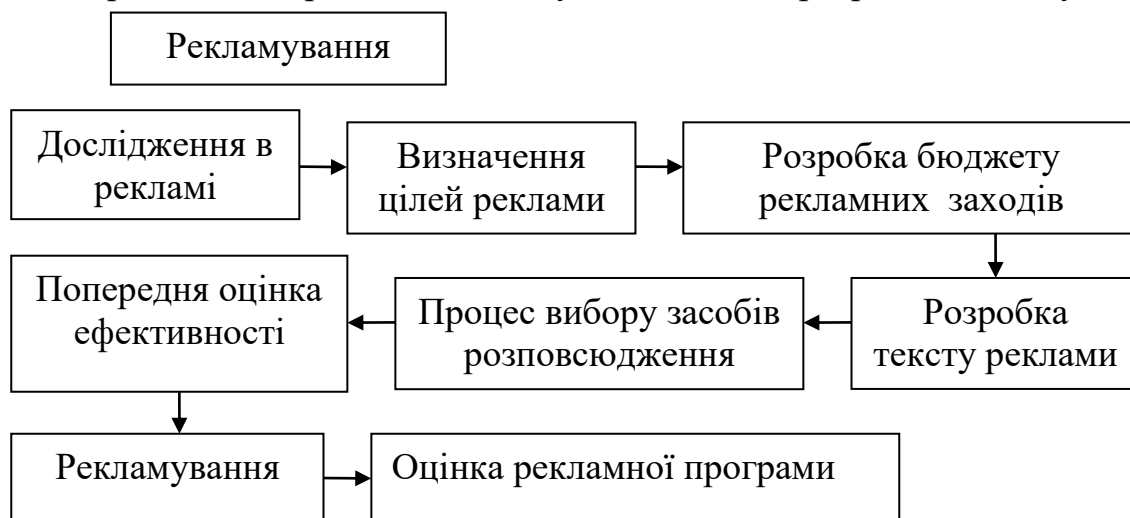 Рекламування
Дослідження в
рекламі
Визначення
цілей реклами
Розробка бюджету
рекламних заходів
Розробка
тексту реклами
Процес вибору засобів
розповсюдження
Попередня оцінка
ефективності
Рекламування
Оцінка рекламної програми